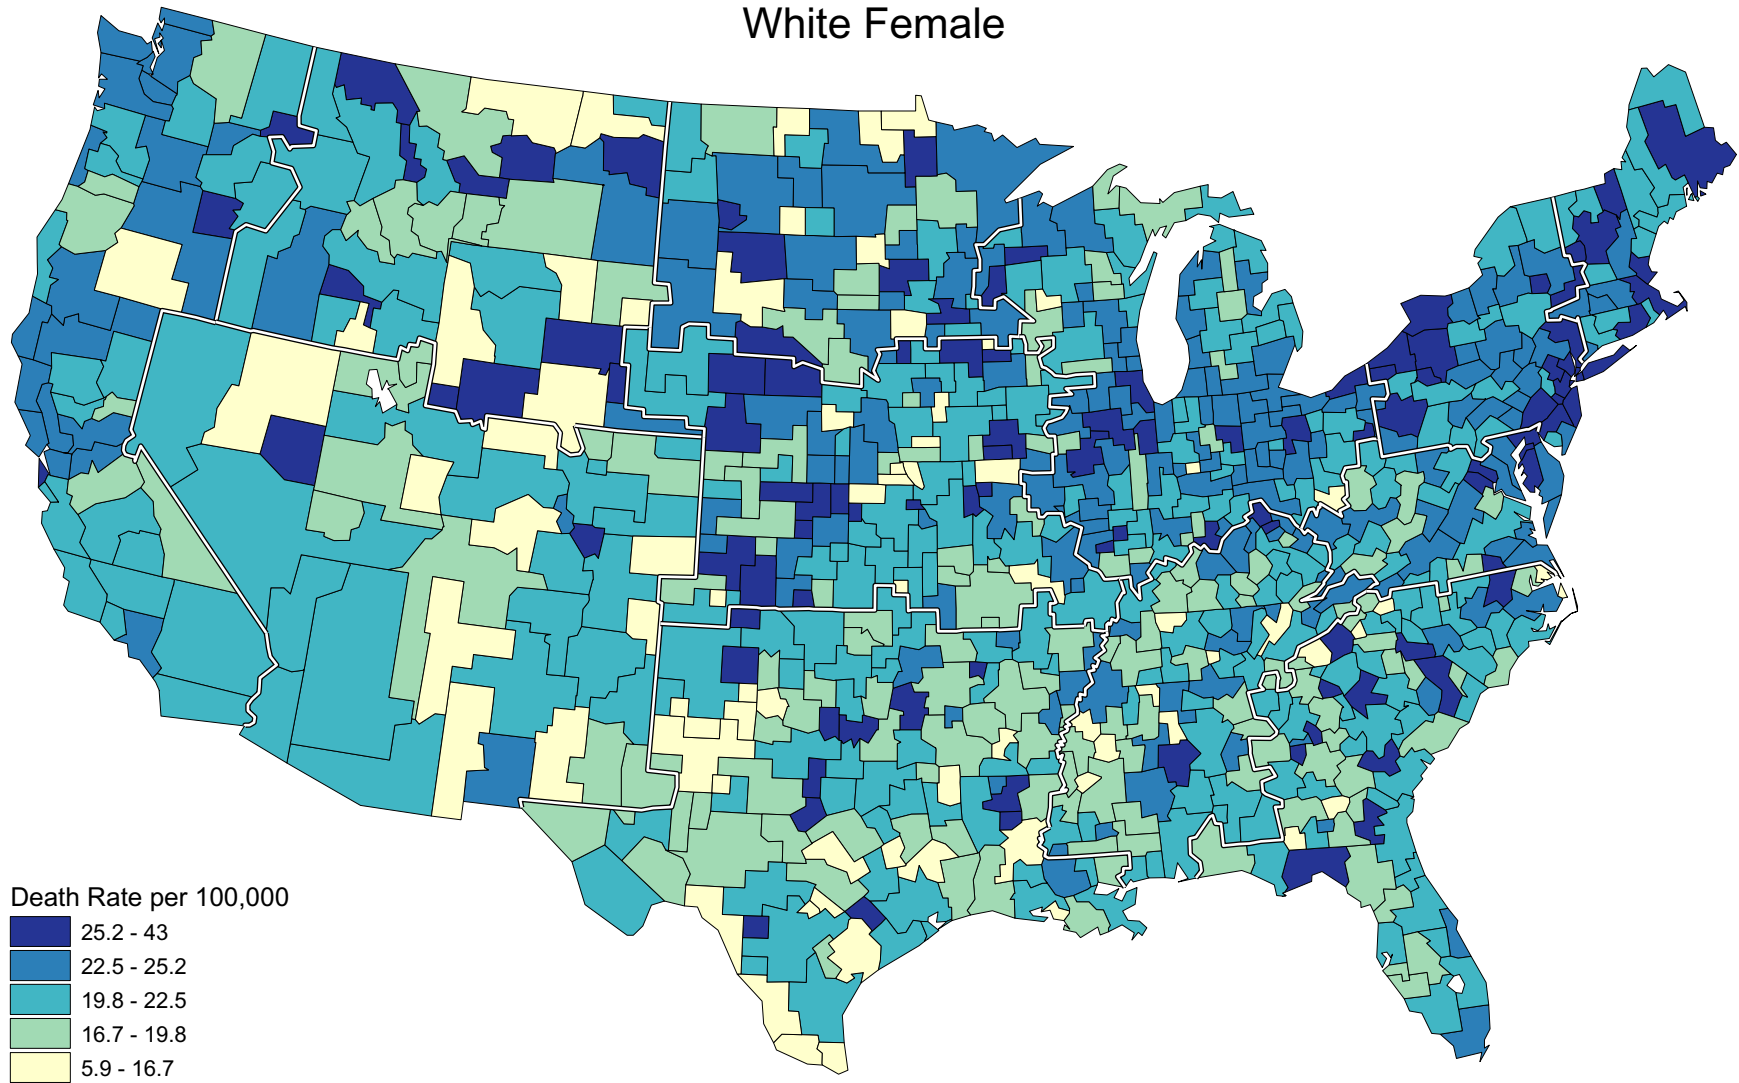 White Female
Death Rate per 100,000
25.2 - 43
22.5 - 25.2
19.8 - 22.5
16.7 - 19.8
5.9 - 16.7